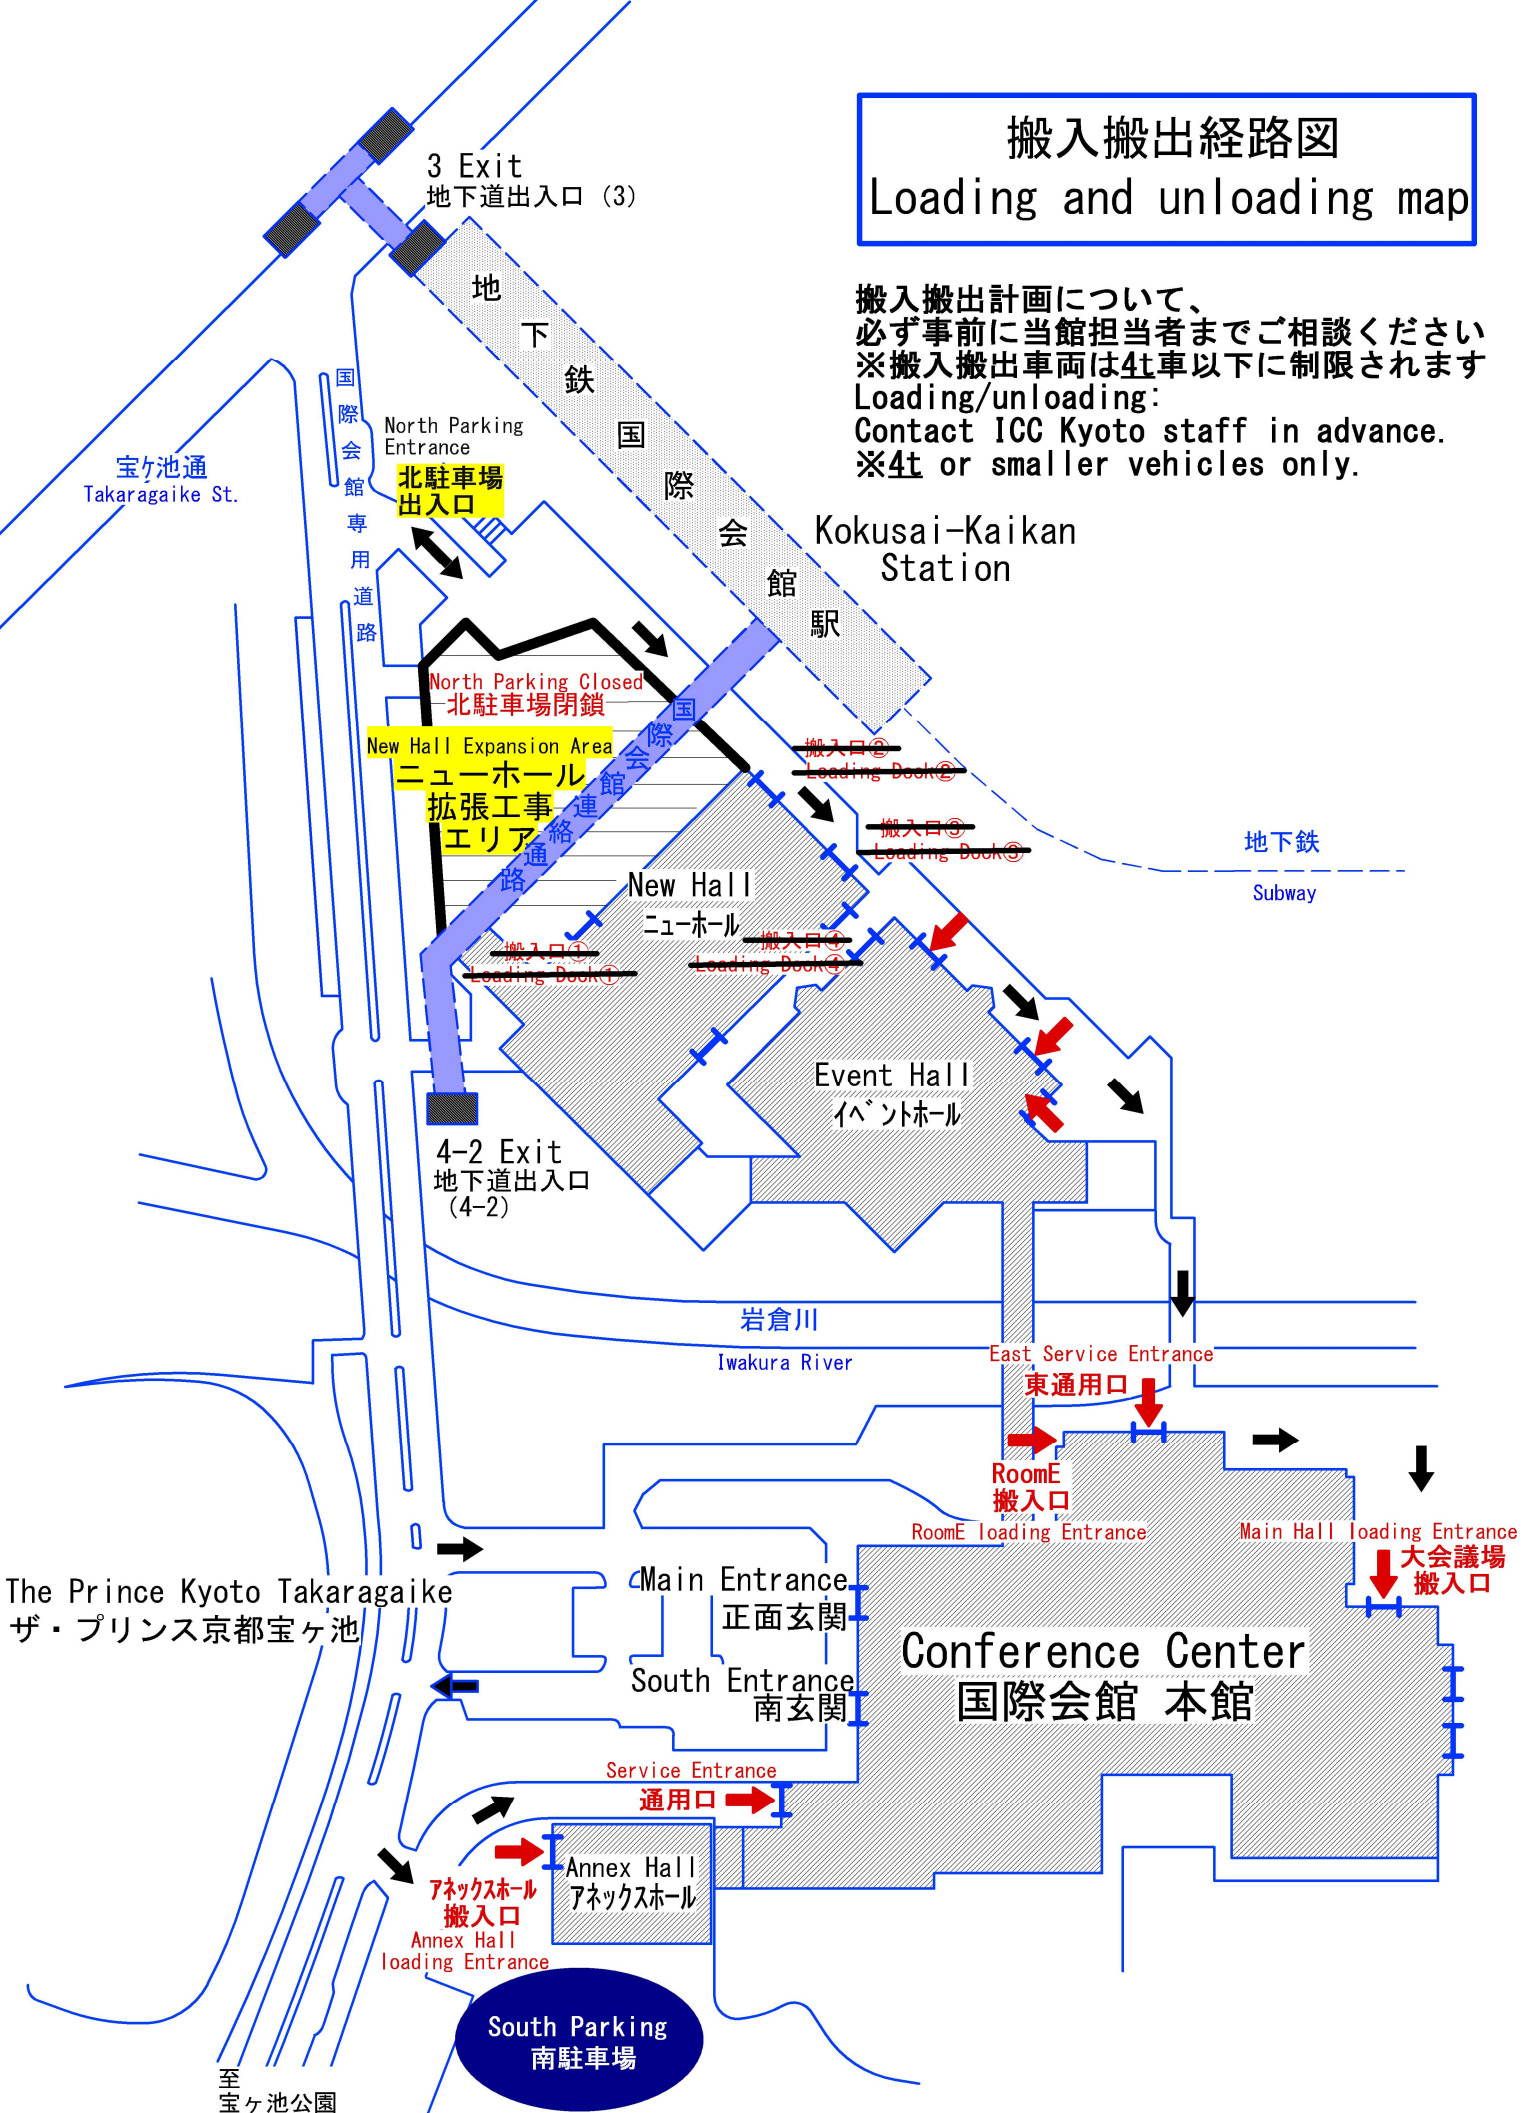 搬入搬出経路図
Loading and unloading map
搬入搬出計画について、
必ず事前に当館担当者までご相談ください
※搬入搬出車両は4t車以下に制限されます
Loading/unloading:
Contact ICC Kyoto staff in advance.
※4t or smaller vehicles only.
3 Exit
地下道出入口 (3)
地下鉄国際会館駅
Kokusai-Kaikan
Station
国際会館専用道路
North Parking
Entrance
北駐車場
出入口
宝ケ池通
Takaragaike St.
North Parking Closed
北駐車場閉鎖
New Hall Expansion Area
ニューホール
拡張工事
エリア
国際会館連絡通路
搬入口②
Loading Dock②
搬入口③
Loading Dock③
地下鉄
Subway
New Hall
ニューホール
搬入口④
Loading Dock④
搬入口①
Loading Dock①
Event Hall
イベントホール
4-2 Exit
地下道出入口
(4-2)
岩倉川
Iwakura River
East Service Entrance
東通用口
RoomE
搬入口
RoomE loading Entrance
Main Hall loading Entrance
大会議場
搬入口
The Prince Kyoto Takaragaike
ザ・プリンス京都宝ヶ池
Main Entrance
正面玄関
South Entrance
南玄関
Conference Center
国際会館 本館
Service Entrance
通用口
Annex Hall
アネックスホール
アネックスホール
搬入口
Annex Hall
loading Entrance
South Parking
南駐車場
至
宝ヶ池公園